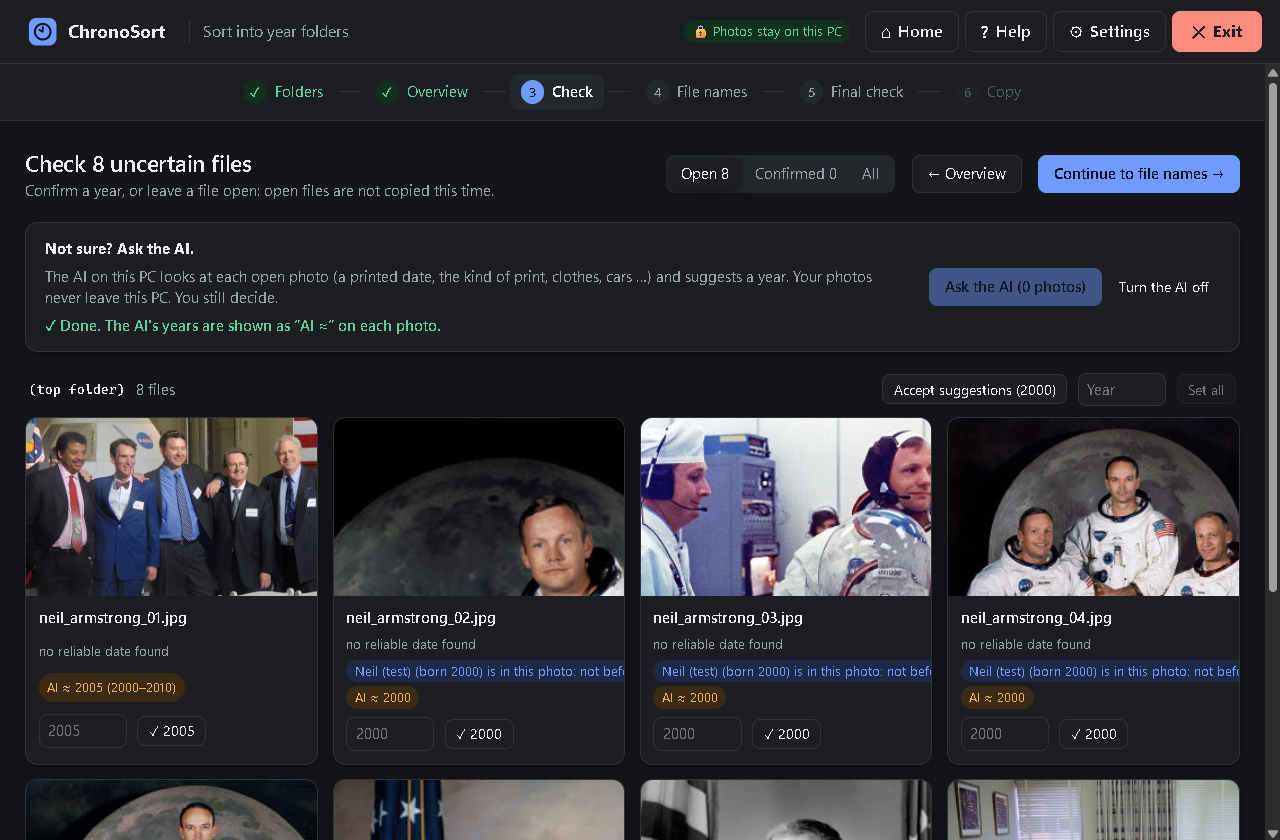 ChronoSort
Sort into year folders
Photos stay on this PC
Home
? Help
Settings
Exit
✓ Folders
✓ Overview
3 Check
4 File names
5 Final check
6 Copy
Check 8 uncertain files
Confirm a year, or leave a file open: open files are not copied this time.
Open 8
Confirmed 0
All
← Overview
Continue to file names →
Not sure? Ask the AI.
The AI on this PC looks at each open photo (a printed date, the kind of print, clothes, cars ...) and suggests a year. Your photos
never leave this PC. You still decide.
Ask the AI (0 photos)
Turn the AI off
✓ Done. The AI's years are shown as "AI ≈" on each photo.
(top folder) 8 files
Accept suggestions (2000)
Year
Set all
neil_armstrong_01.jpg
no reliable date found
AI ≈ 2005 (2000–2010)
2005
✓ 2005
neil_armstrong_02.jpg
no reliable date found
Neil (test) (born 2000) is in this photo: not befo
AI ≈ 2000
2000
✓ 2000
neil_armstrong_03.jpg
no reliable date found
Neil (test) (born 2000) is in this photo: not befo
AI ≈ 2000
2000
✓ 2000
neil_armstrong_04.jpg
no reliable date found
Neil (test) (born 2000) is in this photo: not befo
AI ≈ 2000
2000
✓ 2000